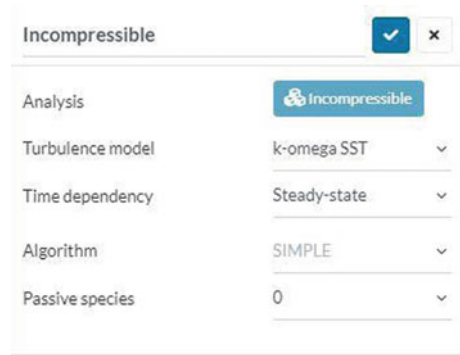 Incompressible
Analysis Incompressible
Turbulence model k-omega SST
Time dependency Steady-state
Algorithm SIMPLE
Passive species 0